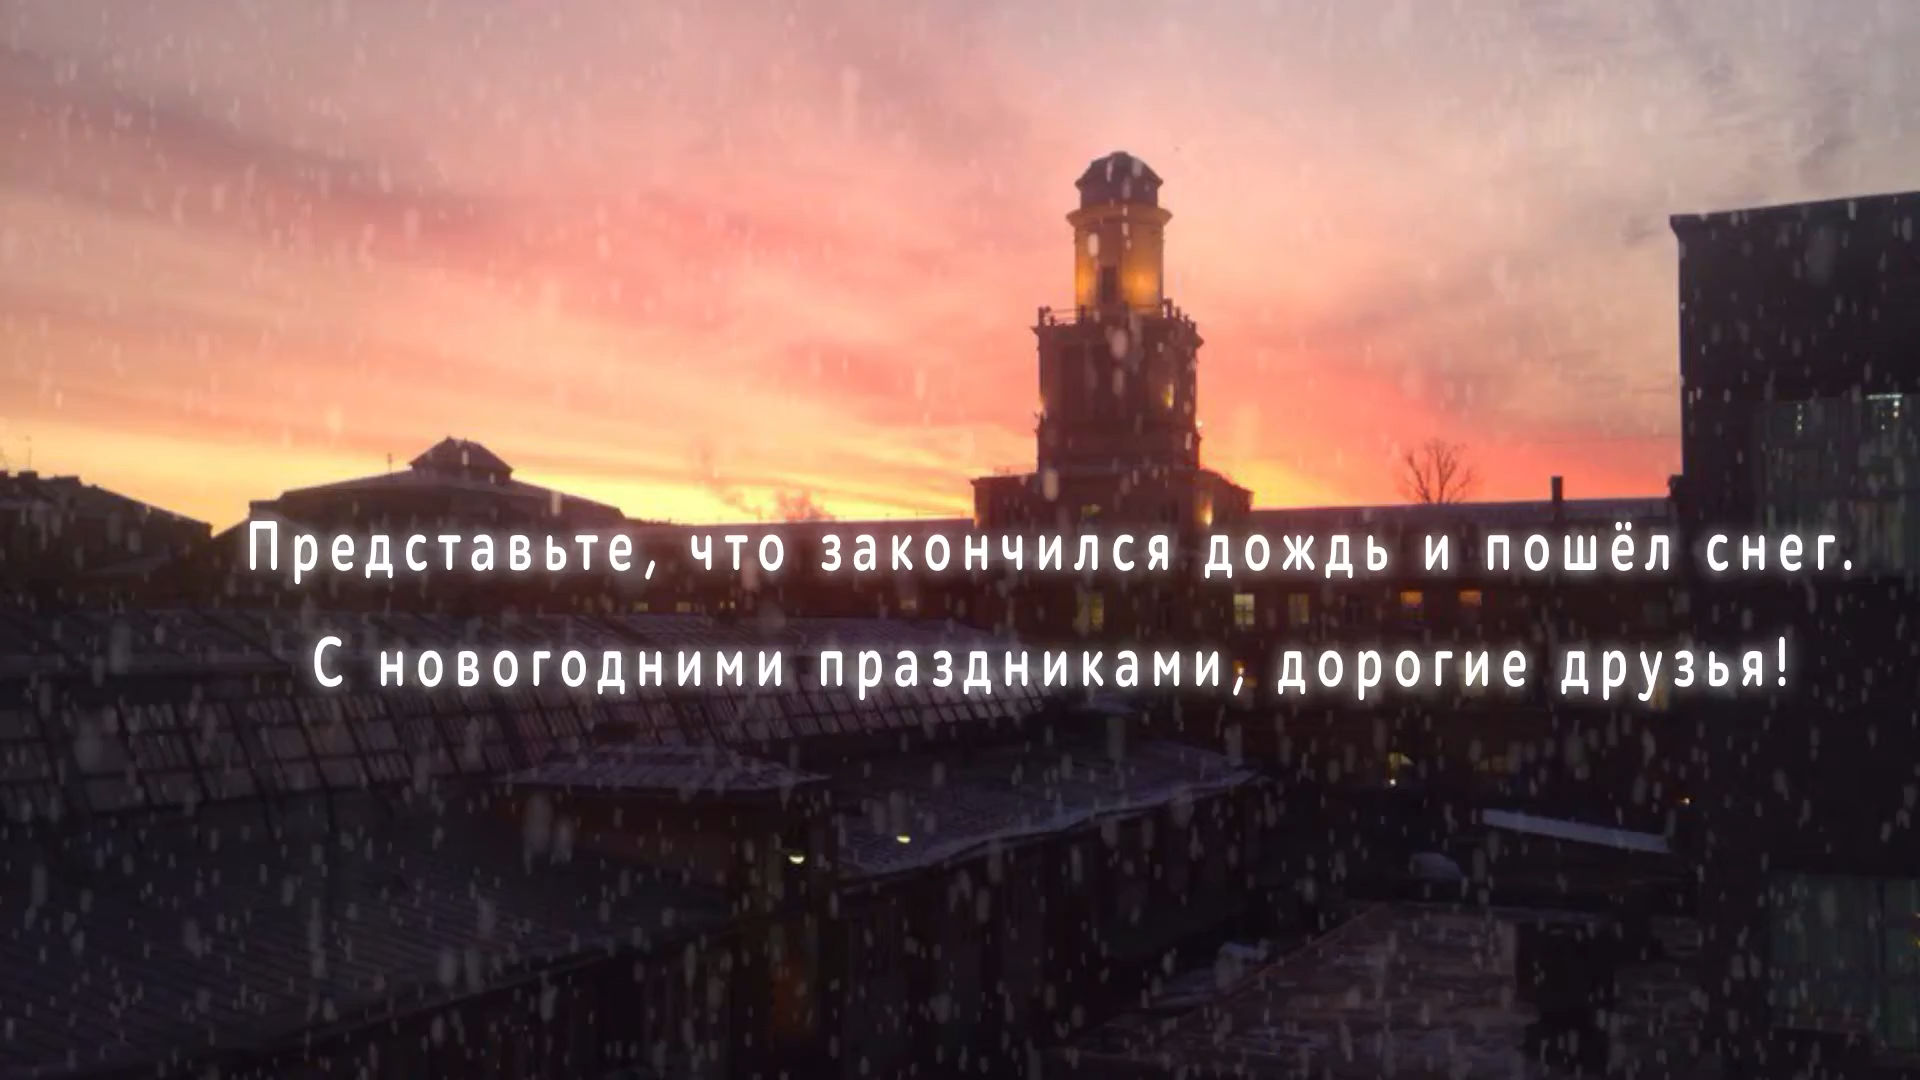 Представьте, что закончился дождь и пошёл снег.
С новогодними праздниками, дорогие друзья!